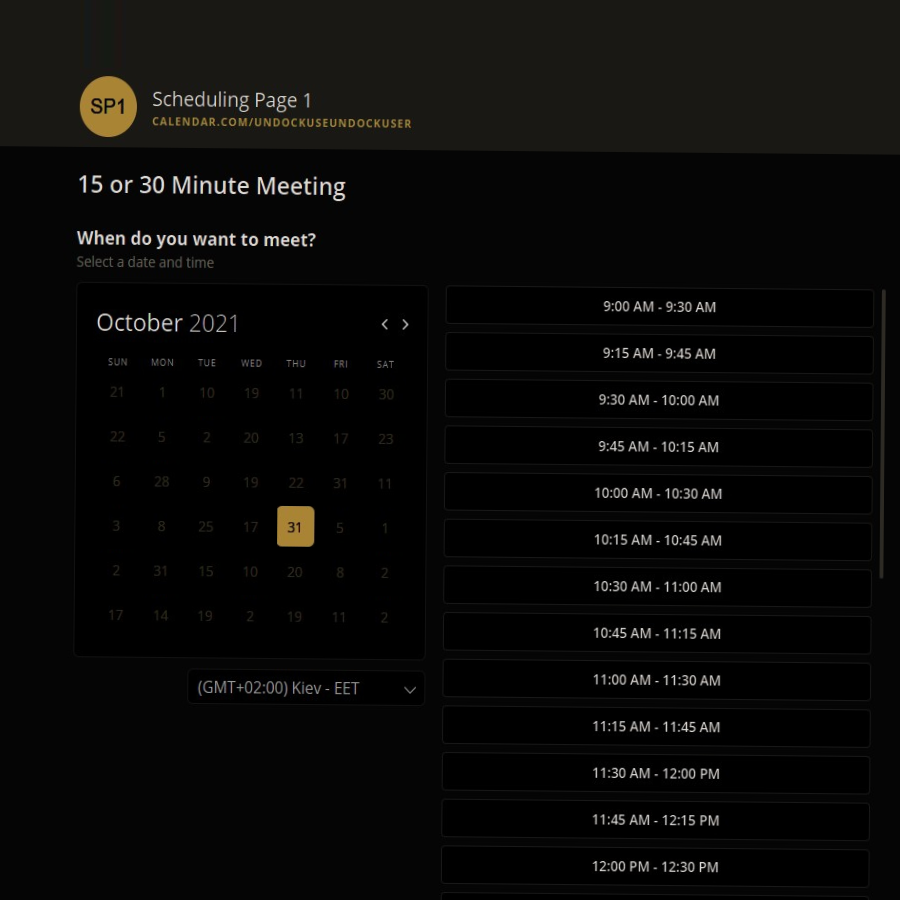 SP1
Scheduling Page 1
CALENDAR.COM/UNDOCKUSEUNDOCKUSER
15 or 30 Minute Meeting
When do you want to meet?
Select a date and time
October 2021
SUN MON TUE WED THU FRI SAT
21 1 10 19 11 10 30
22 5 2 20 13 17 23
6 28 9 19 22 31 11
3 8 25 17 31 5 1
2 31 15 10 20 8 2
17 14 19 2 19 11 2
(GMT+02:00) Kiev - EET
9:00 AM - 9:30 AM
9:15 AM - 9:45 AM
9:30 AM - 10:00 AM
9:45 AM - 10:15 AM
10:00 AM - 10:30 AM
10:15 AM - 10:45 AM
10:30 AM - 11:00 AM
10:45 AM - 11:15 AM
11:00 AM - 11:30 AM
11:15 AM - 11:45 AM
11:30 AM - 12:00 PM
11:45 AM - 12:15 PM
12:00 PM - 12:30 PM